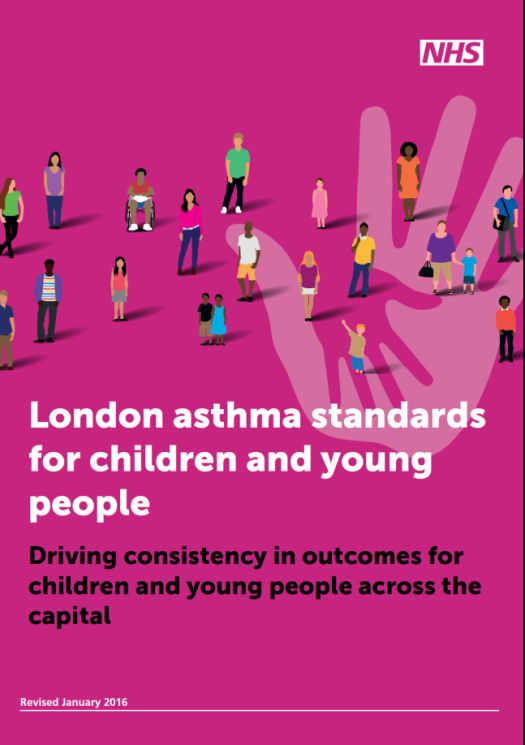 NHS
London asthma standards
for children and young
people
Driving consistency in outcomes for
children and young people across the
capital
Revised January 2016